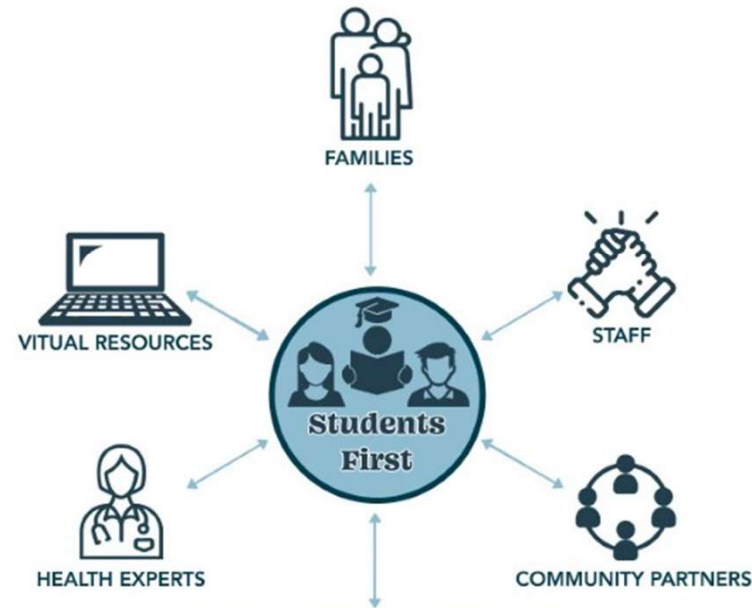 FAMILIES
VITUAL RESOURCES
STAFF
Students
First
HEALTH EXPERTS
COMMUNITY PARTNERS